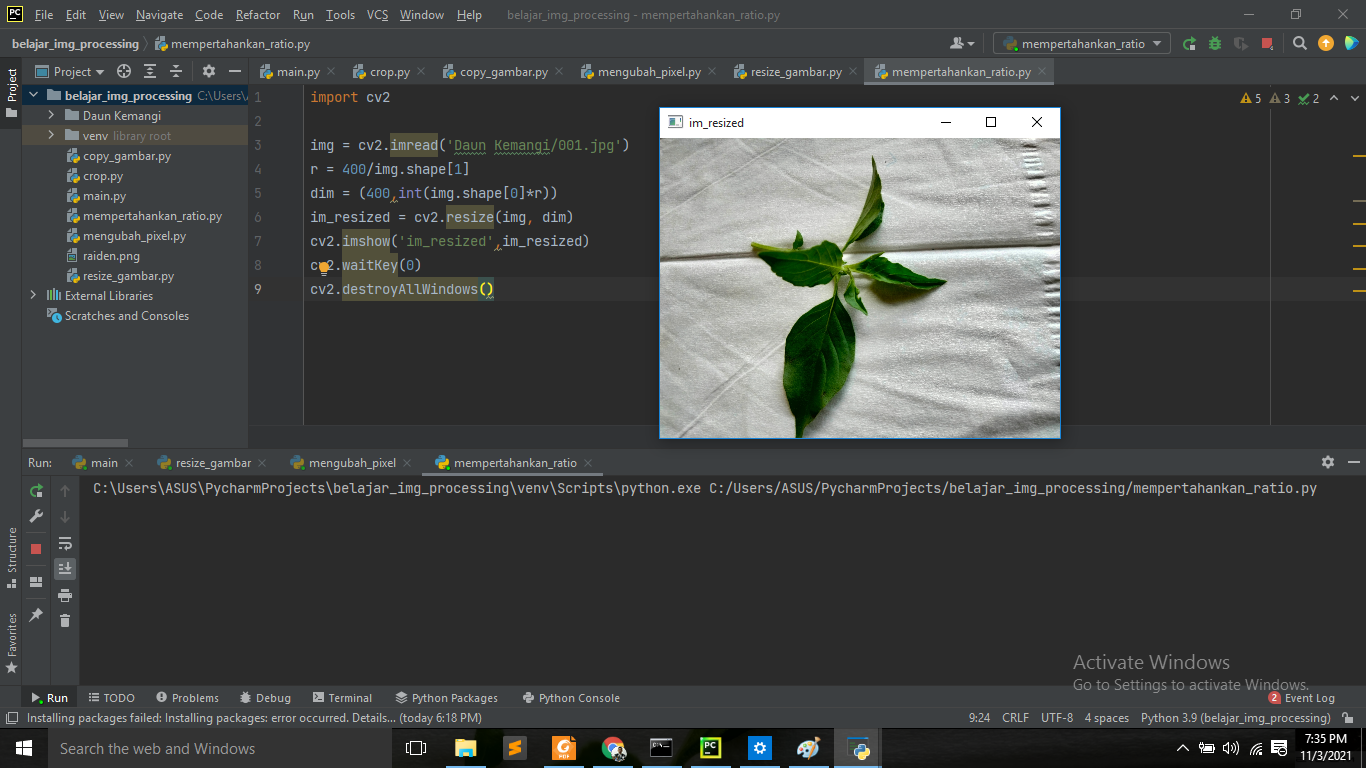 PC File Edit View Navigate Code Refactor Run Tools VCS Window Help belajar_img_processing - mempertahankan_ratio.py
belajar_img_processing mempertahankan_ratio.py mempertahankan_ratio
Project Project main.py crop.py copy_gambar.py mengubah_pixel.py resize_gambar.py mempertahankan_ratio.py
belajar_img_processing C:\Users\
Daun Kemangi
venv library root
copy_gambar.py
crop.py
main.py
mempertahankan_ratio.py
mengubah_pixel.py
raiden.png
resize_gambar.py
External Libraries
Scratches and Consoles
1 import cv2
2
3 img = cv2.imread('Daun Kemangi/001.jpg')
4 r = 400/img.shape[1]
5 dim = (400,int(img.shape[0]*r))
6 im_resized = cv2.resize(img, dim)
7 cv2.imshow('im_resized',im_resized)
8 cv2.waitKey(0)
9 cv2.destroyAllWindows()
5 3 2
im_resized
Run: main resize_gambar mengubah_pixel mempertahankan_ratio
C:\Users\ASUS\PycharmProjects\belajar_img_processing\venv\Scripts\python.exe C:/Users/ASUS/PycharmProjects/belajar_img_processing/mempertahankan_ratio.py
Structure
Favorites
Activate Windows
Go to Settings to activate Windows.
Run TODO Problems Debug Terminal Python Packages Python Console 2 Event Log
Installing packages failed: Installing packages: error occurred. Details... (today 6:18 PM) 9:24 CRLF UTF-8 4 spaces Python 3.9 (belajar_img_processing)
Search the web and Windows
PDF
PC
7:35 PM
11/3/2021